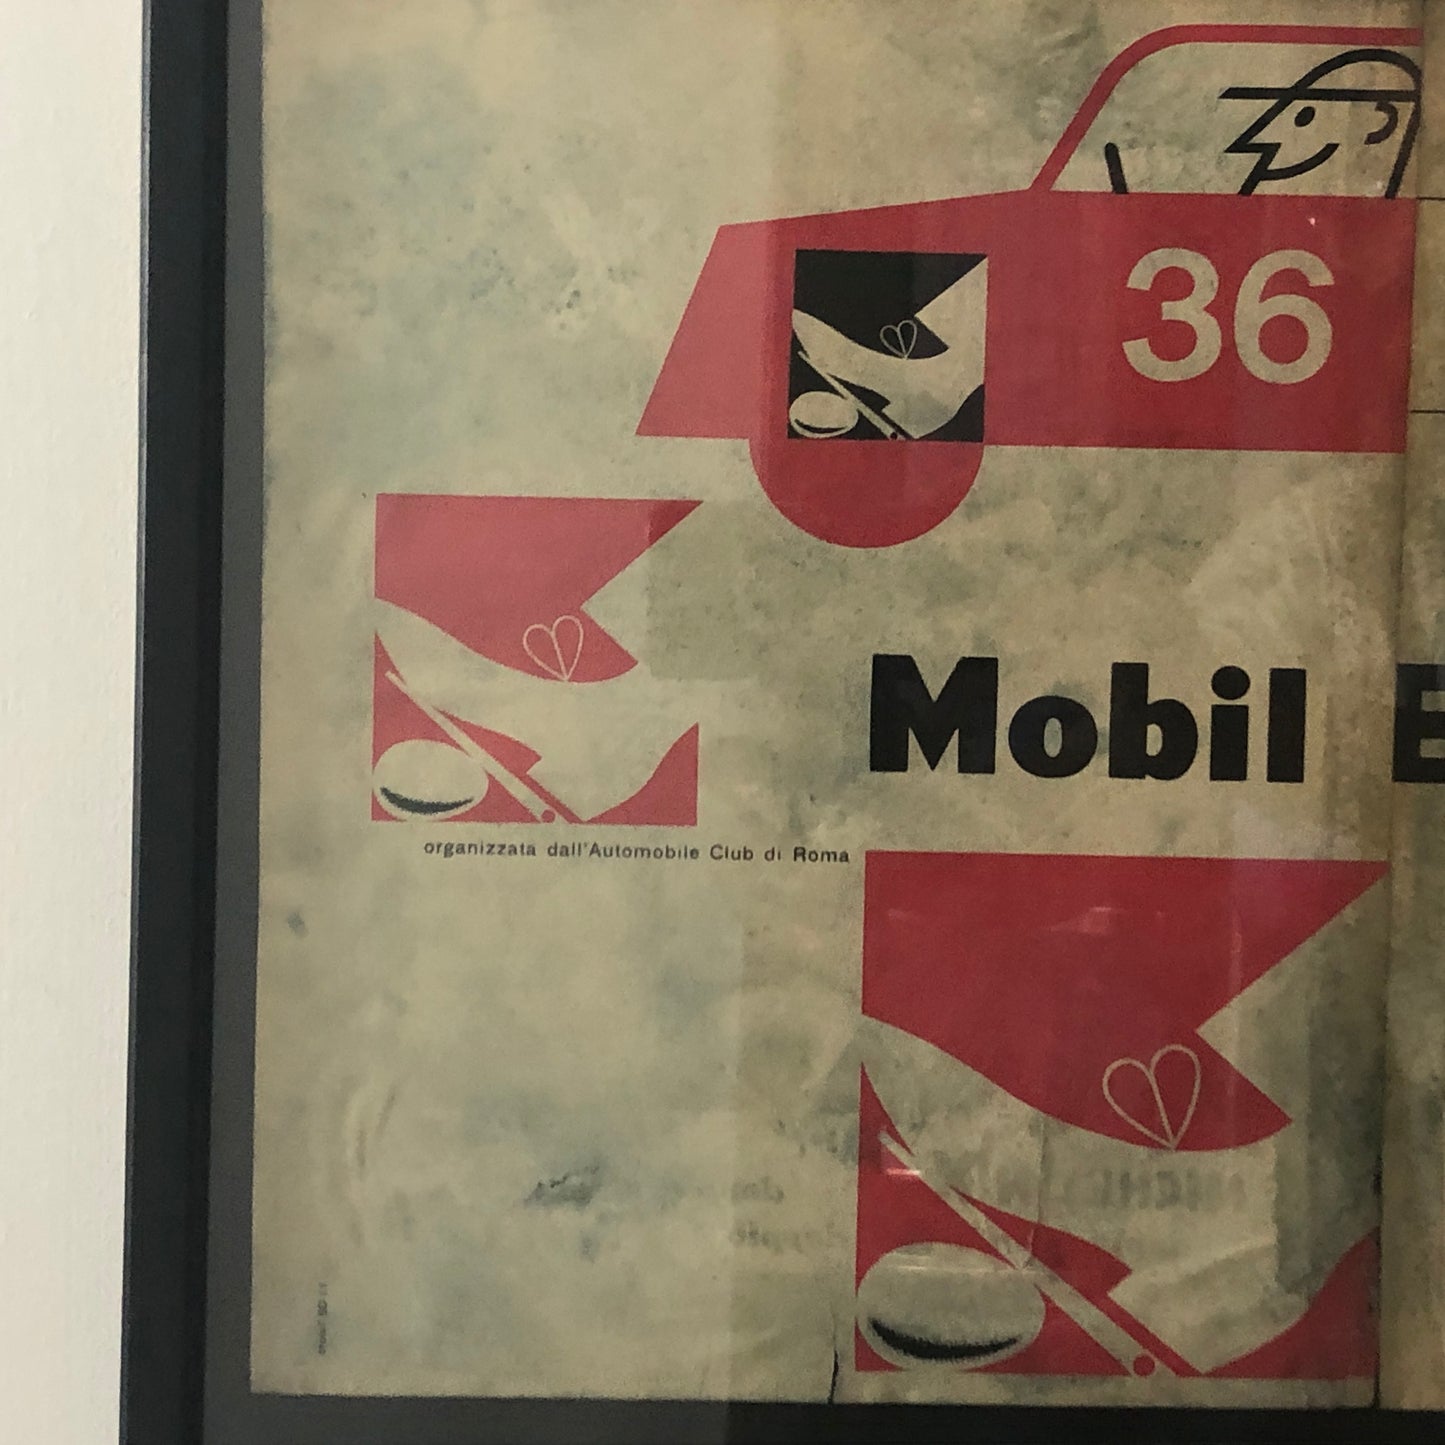 36
Mobil E
organizzata dall'Automobile Club di Roma